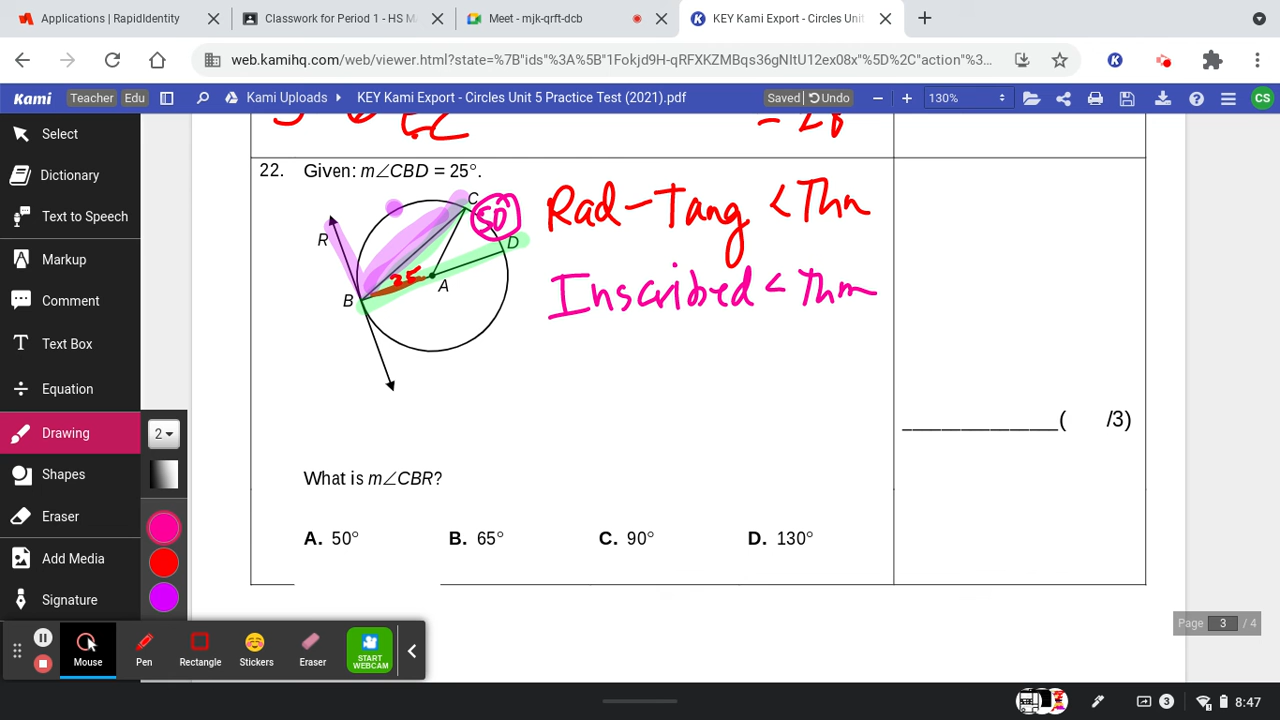 Applications | RapidIdentity
Classwork for Period 1 - HS M
Meet - mjk-qrft-dcb
KEY Kami Export - Circles Unit
web.kamihq.com/web/viewer.html?state=%7B"ids"%3A%5B"1Fokjd9H-qRFXKZMBqs36gNItU12ex08x"%5D%2C"action"%3...
Kami Teacher Edu Kami Uploads KEY Kami Export - Circles Unit 5 Practice Test (2021).pdf Saved Undo 130% CS
Select
Dictionary
Text to Speech
Markup
Comment
Text Box
Equation
Drawing
2
Shapes
Eraser
Add Media
Signature
= 28
22. Given: m∠CBD = 25°.
C
50
D
R
25
A
B
Rad-Tang <Thm
Inscribed < Thm
_______________( /3)
What is m∠CBR?
A. 50° B. 65° C. 90° D. 130°
Page 3 / 4
Mouse
Pen
Rectangle
Stickers
Eraser
START WEBCAM
3
8:47